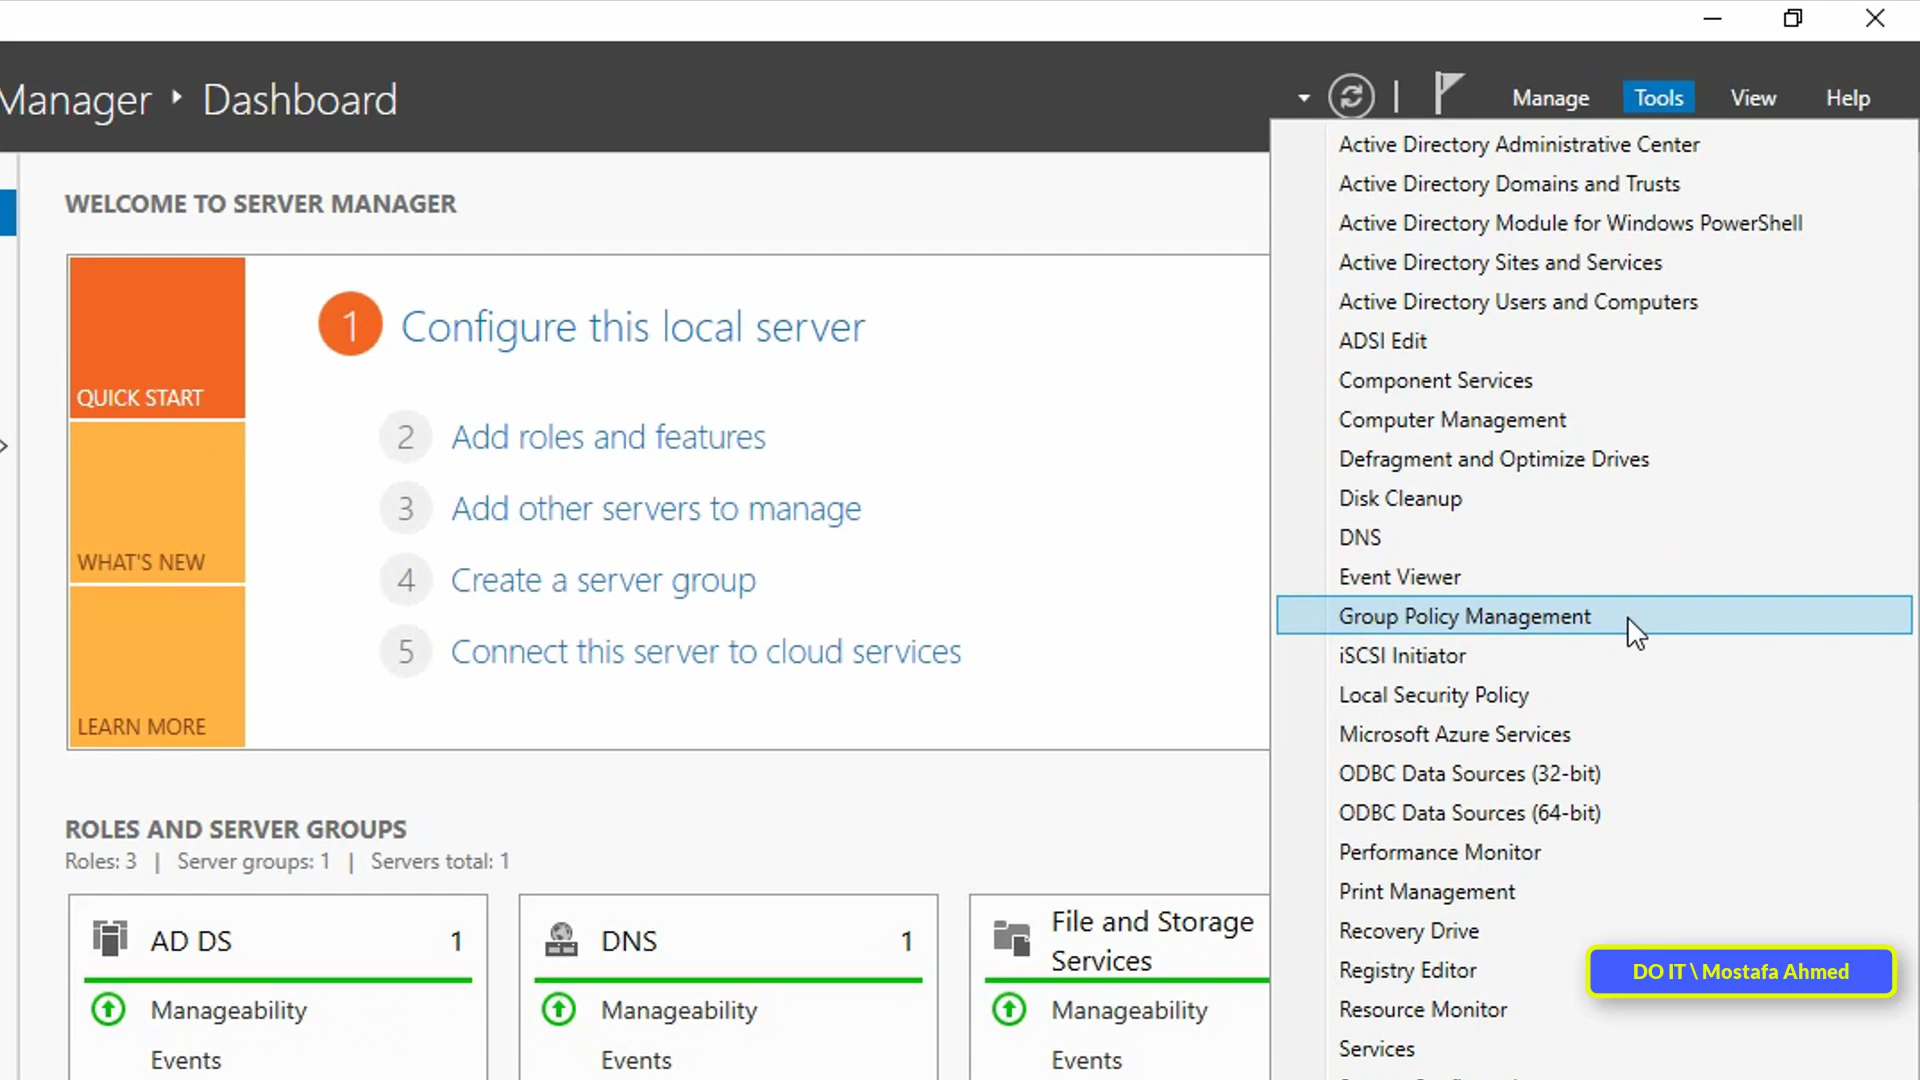 Manager ‣ Dashboard
Manage
Tools
View
Help
WELCOME TO SERVER MANAGER
QUICK START
WHAT'S NEW
LEARN MORE
1 Configure this local server
2 Add roles and features
3 Add other servers to manage
4 Create a server group
5 Connect this server to cloud services
ROLES AND SERVER GROUPS
Roles: 3 | Server groups: 1 | Servers total: 1
AD DS 1
Manageability
Events
DNS 1
Manageability
Events
File and Storage
Services
Manageability
Events
Active Directory Administrative Center
Active Directory Domains and Trusts
Active Directory Module for Windows PowerShell
Active Directory Sites and Services
Active Directory Users and Computers
ADSI Edit
Component Services
Computer Management
Defragment and Optimize Drives
Disk Cleanup
DNS
Event Viewer
Group Policy Management
iSCSI Initiator
Local Security Policy
Microsoft Azure Services
ODBC Data Sources (32-bit)
ODBC Data Sources (64-bit)
Performance Monitor
Print Management
Recovery Drive
Registry Editor
Resource Monitor
Services
DO IT \ Mostafa Ahmed